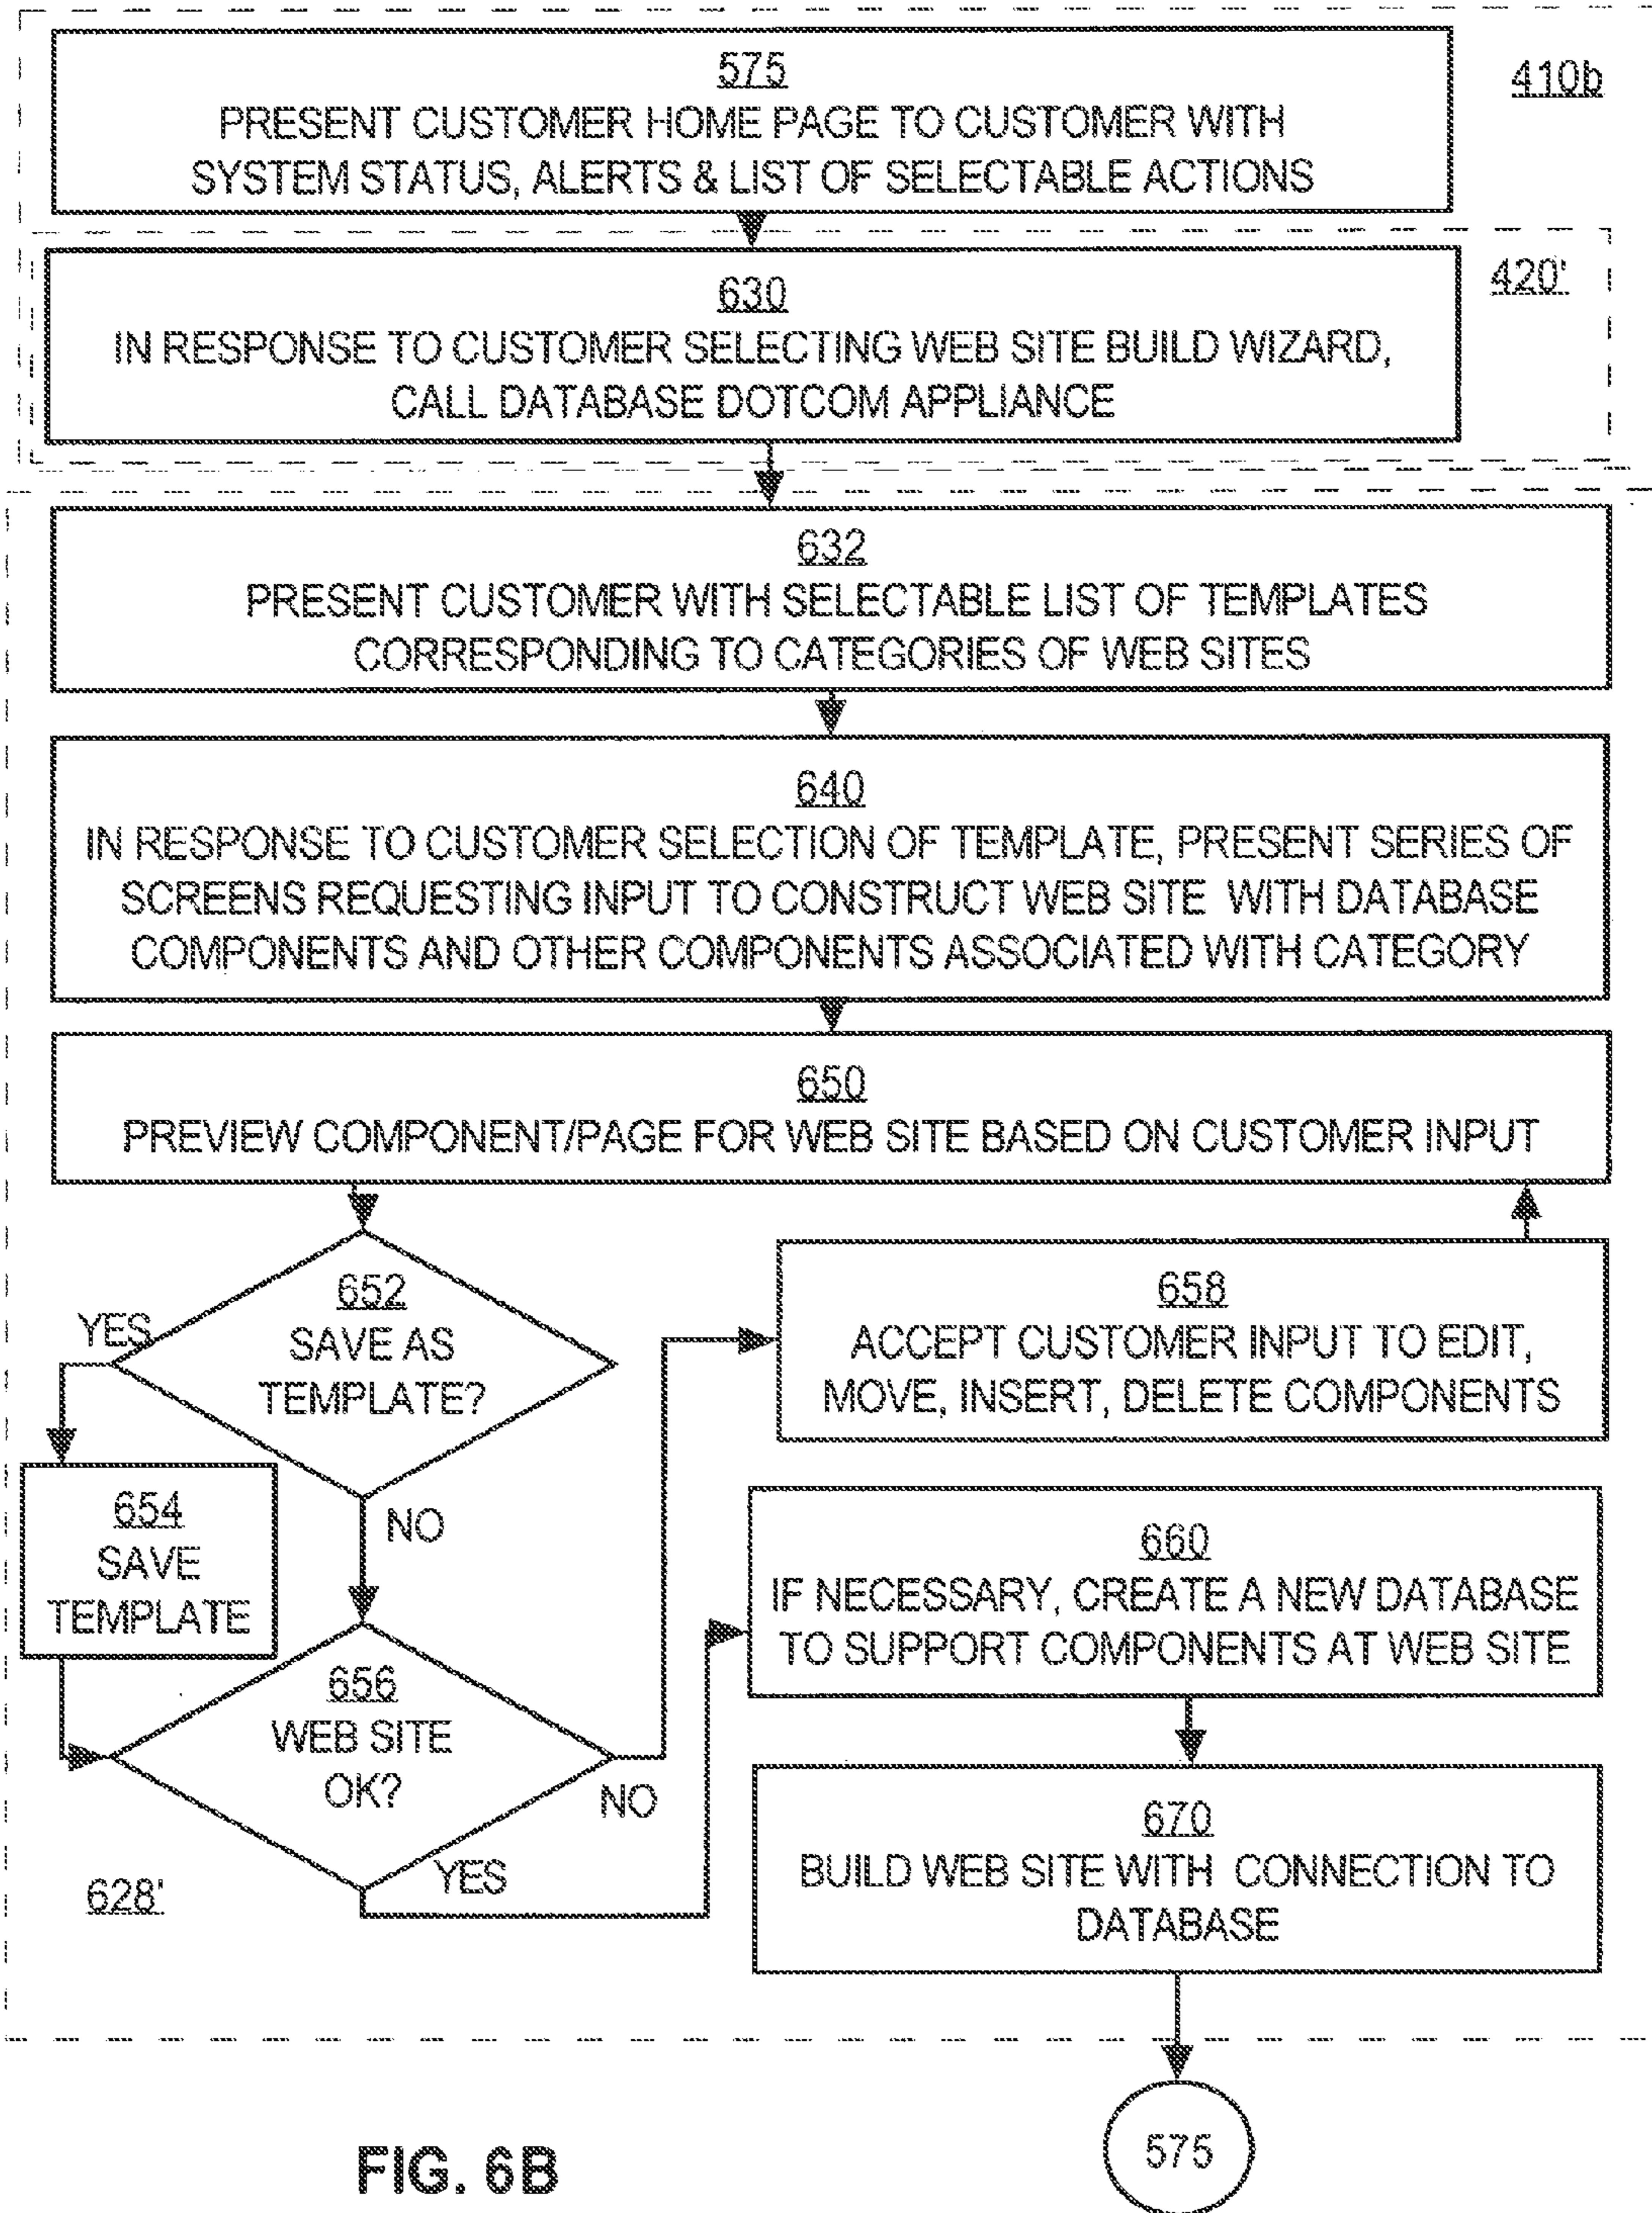 575
410b
PRESENT CUSTOMER HOME PAGE TO CUSTOMER WITH
SYSTEM STATUS, ALERTS & LIST OF SELECTABLE ACTIONS
420'
630
IN RESPONSE TO CUSTOMER SELECTING WEB SITE BUILD WIZARD,
CALL DATABASE DOTCOM APPLIANCE
632
PRESENT CUSTOMER WITH SELECTABLE LIST OF TEMPLATES
CORRESPONDING TO CATEGORIES OF WEB SITES
640
IN RESPONSE TO CUSTOMER SELECTION OF TEMPLATE, PRESENT SERIES OF
SCREENS REQUESTING INPUT TO CONSTRUCT WEB SITE WITH DATABASE
COMPONENTS AND OTHER COMPONENTS ASSOCIATED WITH CATEGORY
650
PREVIEW COMPONENT/PAGE FOR WEB SITE BASED ON CUSTOMER INPUT
652
SAVE AS
TEMPLATE?
YES
NO
658
ACCEPT CUSTOMER INPUT TO EDIT,
MOVE, INSERT, DELETE COMPONENTS
654
SAVE
TEMPLATE
660
IF NECESSARY, CREATE A NEW DATABASE
TO SUPPORT COMPONENTS AT WEB SITE
656
WEB SITE
OK?
NO
YES
670
BUILD WEB SITE WITH CONNECTION TO
DATABASE
628'
575
FIG. 6B